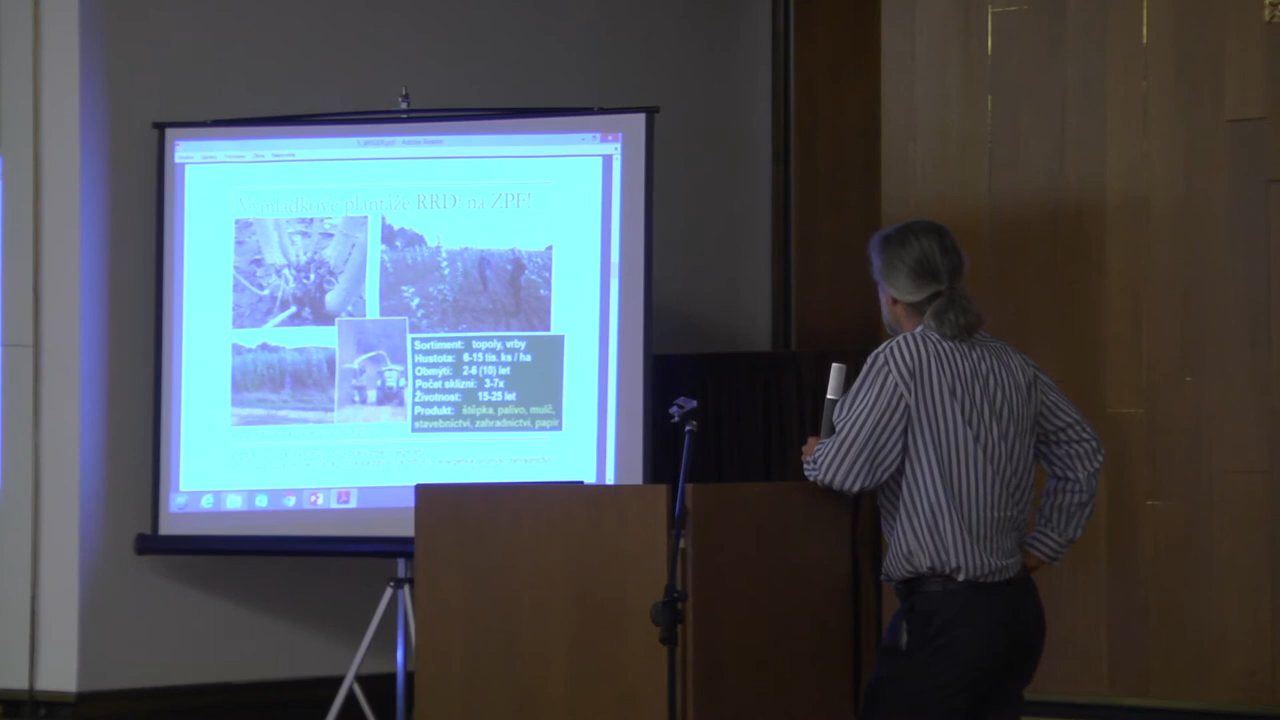 plantáže RRD na ZPF!
Sortiment: topoly, vrby
Hustota: 6-15 tis. ks / ha
Obmýtí: 2-6 (10) let
Počet sklizní: 3-7x
Životnost: 15-25 let
Produkt: štěpka, palivo, mulč,
stavebnictví, zahradnictví, papír